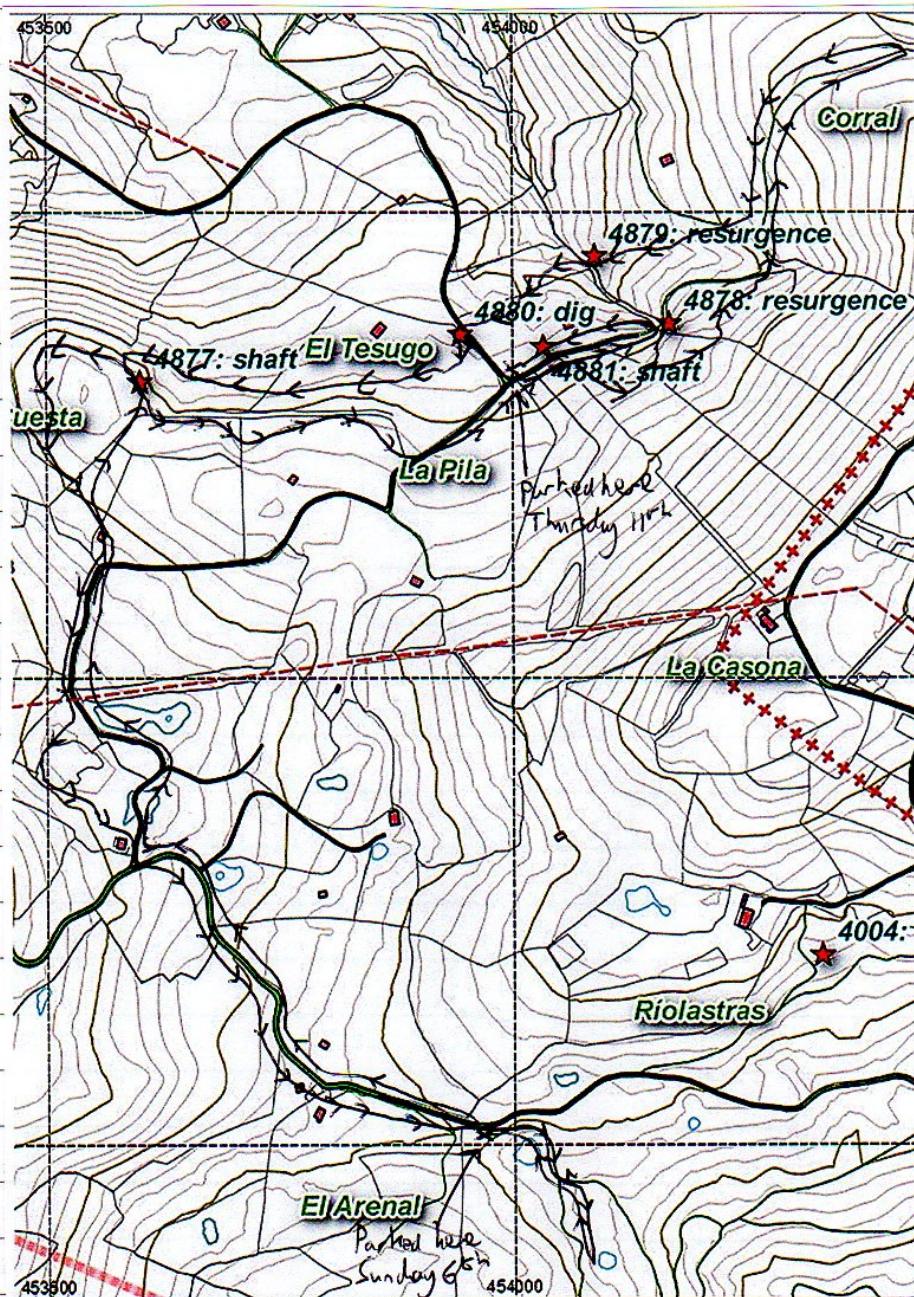 453500
454000
Corral
4879: resurgence
4878: resurgence
4880: dig
El Tesugo
4877: shaft
4881: shaft
uesta
La Pila
Parked here
Thursday 11th
La Casona
4004:
Ríolastras
El Arenal
Parked here
Sunday 6th
453500
454000